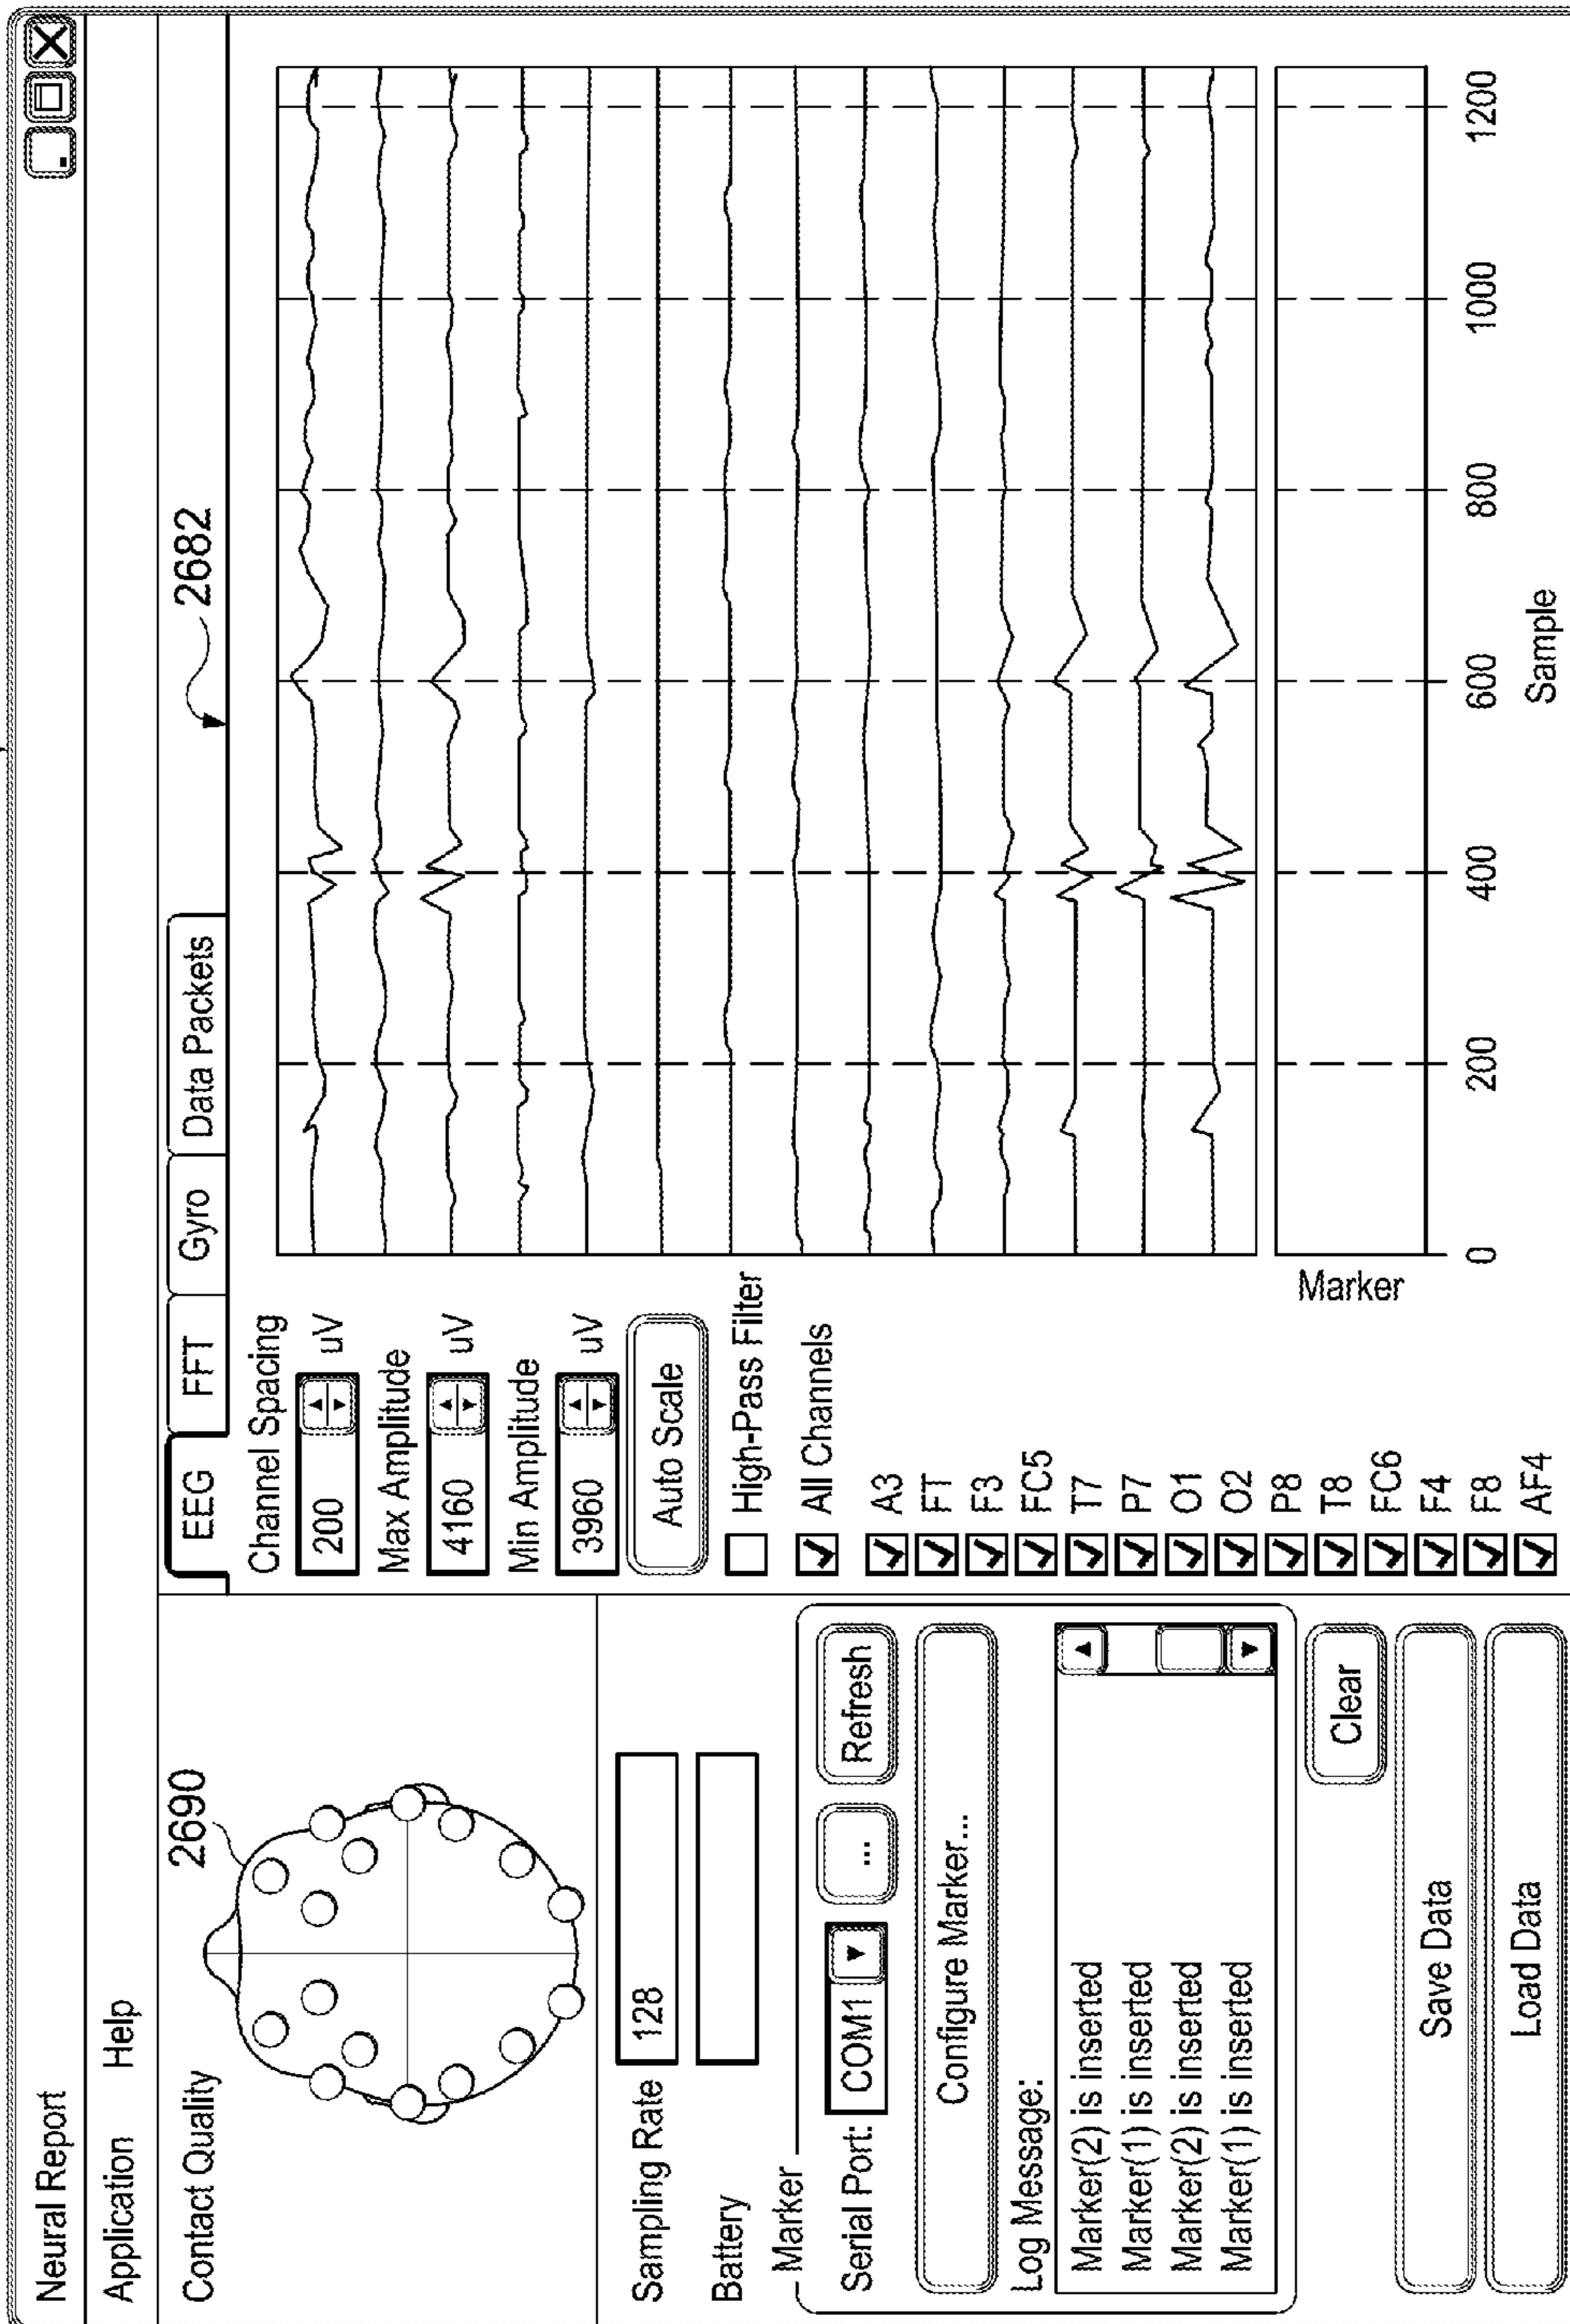 Neural Report
Application Help
Contact Quality
2690
Sampling Rate 128
Battery
Marker
Serial Port: COM1 ... Refresh
Configure Marker...
Log Message:
Marker(2) is inserted
Marker(1) is inserted
Marker(2) is inserted
Marker(1) is inserted
Clear
Save Data
Load Data
EEG FFT Gyro Data Packets
2682
Channel Spacing
200 uV
Max Amplitude
4160 uV
Min Amplitude
3960 uV
Auto Scale
High-Pass Filter
All Channels
A3
FT
F3
FC5
T7
P7
O1
O2
P8
T8
FC6
F4
F8
AF4
Marker
0 200 400 600 800 1000 1200
Sample